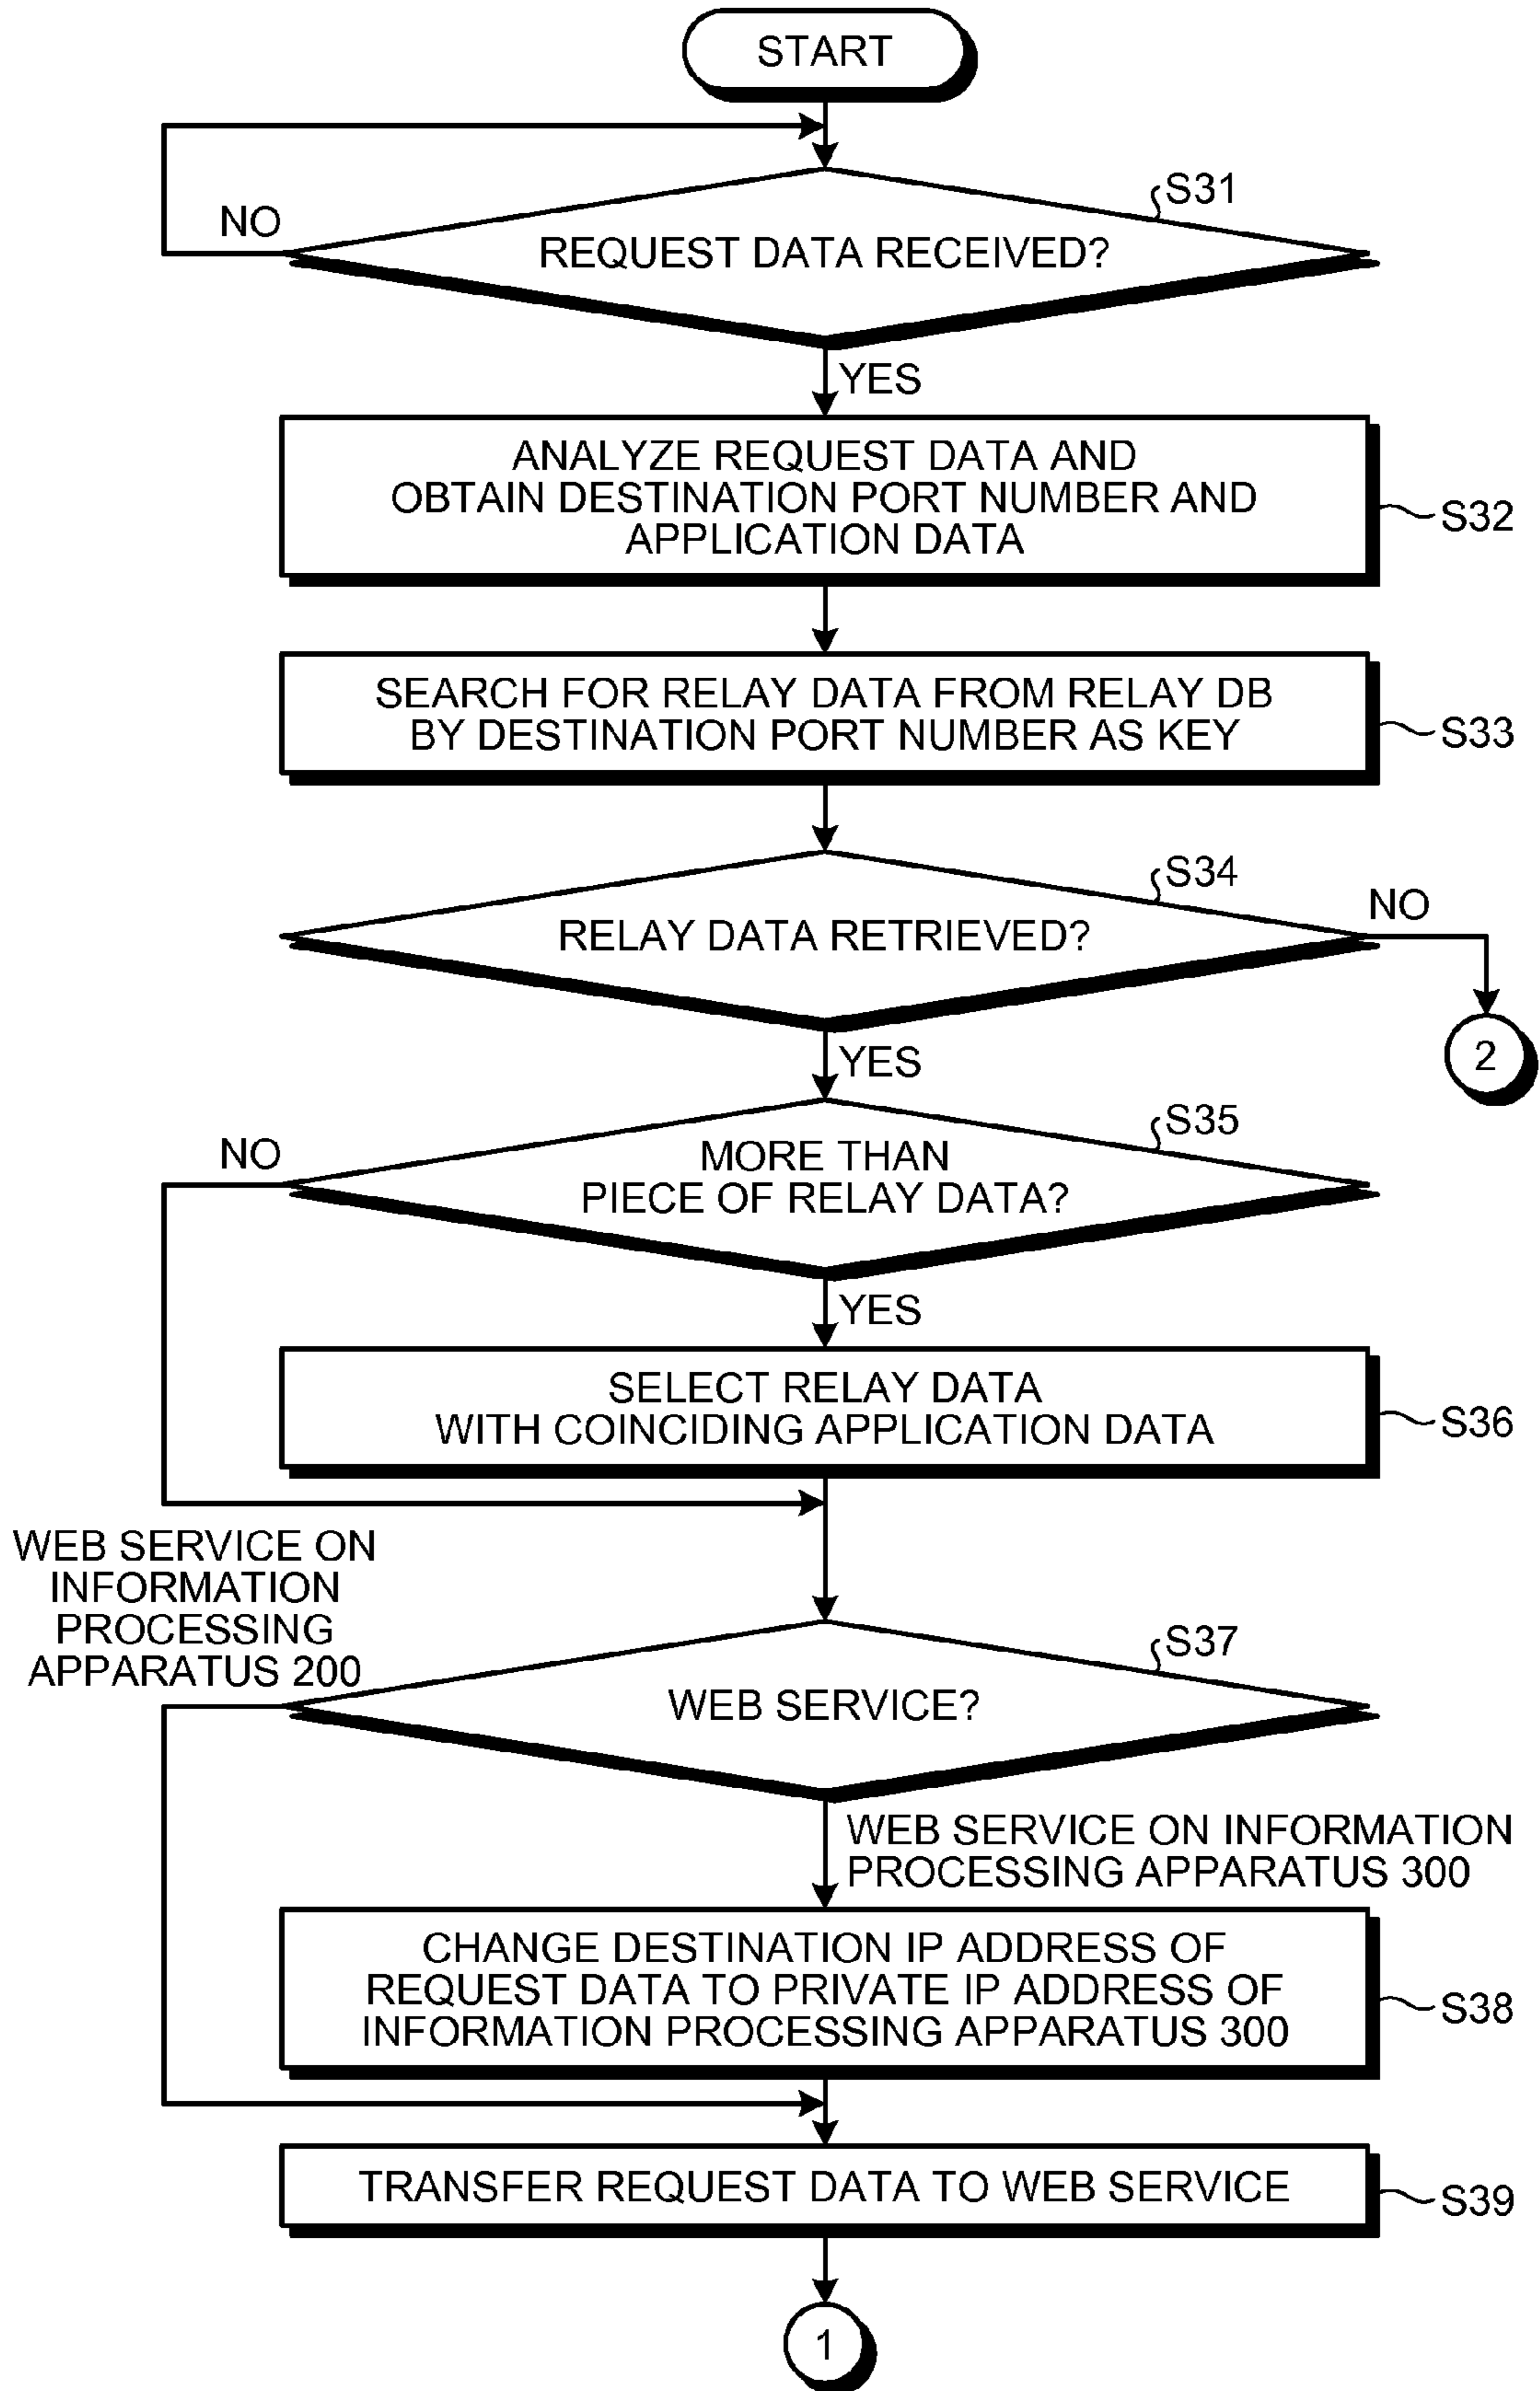 START
S31
NO
REQUEST DATA RECEIVED?
YES
ANALYZE REQUEST DATA AND
OBTAIN DESTINATION PORT NUMBER AND
APPLICATION DATA
S32
SEARCH FOR RELAY DATA FROM RELAY DB
BY DESTINATION PORT NUMBER AS KEY
S33
S34
NO
RELAY DATA RETRIEVED?
2
YES
S35
NO
MORE THAN
PIECE OF RELAY DATA?
YES
SELECT RELAY DATA
WITH COINCIDING APPLICATION DATA
S36
WEB SERVICE ON
INFORMATION
PROCESSING
APPARATUS 200
S37
WEB SERVICE?
WEB SERVICE ON INFORMATION
PROCESSING APPARATUS 300
CHANGE DESTINATION IP ADDRESS OF
REQUEST DATA TO PRIVATE IP ADDRESS OF
INFORMATION PROCESSING APPARATUS 300
S38
TRANSFER REQUEST DATA TO WEB SERVICE
S39
1